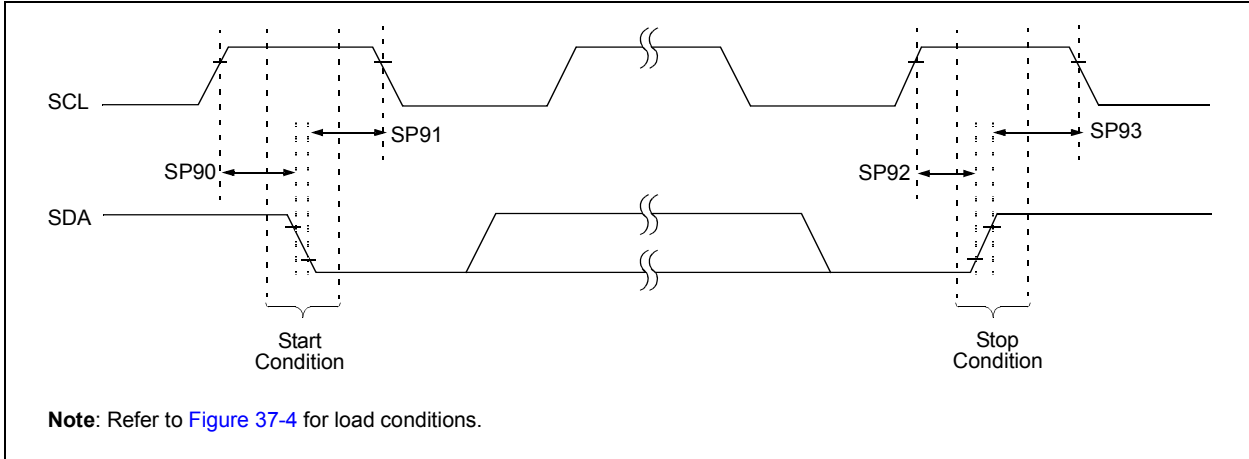 SCL
SP91
SP93
SP90
SP92
SDA
Start
Condition
Stop
Condition
Note: Refer to Figure 37-4 for load conditions.